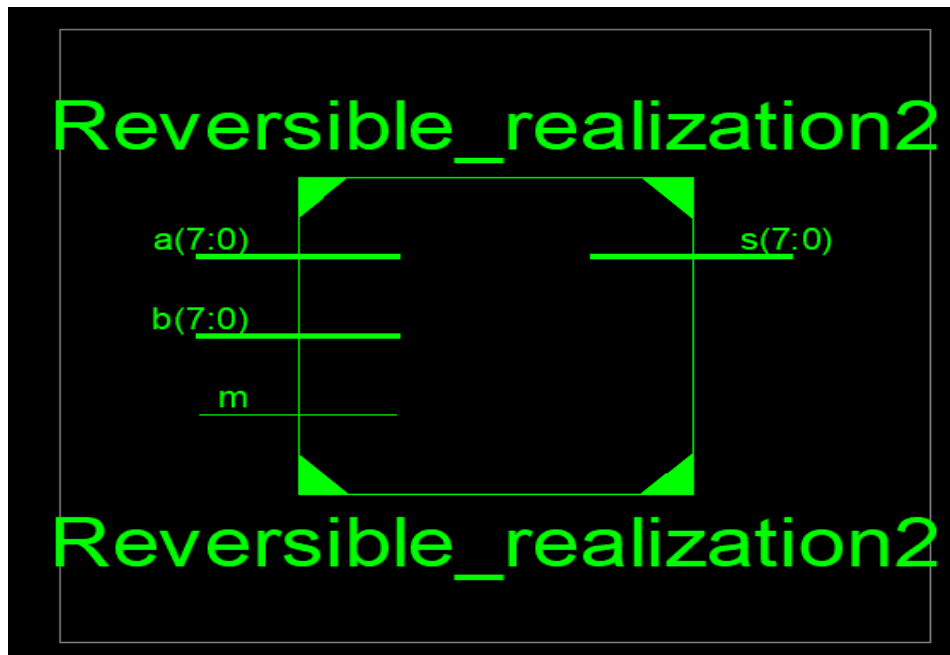 Reversible_realization2
a(7:0)
s(7:0)
b(7:0)
m
Reversible_realization2